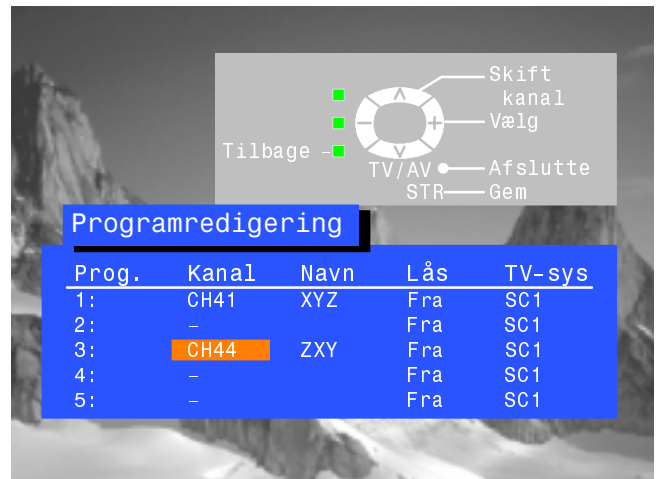 Skift
kanal
Vælg
Tilbage –
TV/AV
Afslutte
STR
Gem
Programredigering
Prog. Kanal Navn Lås TV-sys
1: CH41 XYZ Fra SC1
2: – Fra SC1
3: CH44 ZXY Fra SC1
4: – Fra SC1
5: – Fra SC1